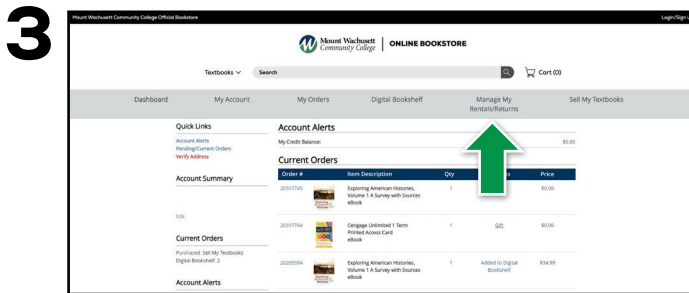 3
Mount Wachusett Community College Official Bookstore
Login/Sign U
Mount Wachusett
Community College
ONLINE BOOKSTORE
Textbooks
Search
Cart (0)
Dashboard
My Account
My Orders
Digital Bookshelf
Manage My
Rentals/Returns
Sell My Textbooks
Quick Links
Account Alerts
Pending/Current Orders
Verify Address
Account Summary
Edit
Current Orders
Purchased: Sell My Textbooks
Digital Bookshelf: 2
Account Alerts
Account Alerts
My Credit Balance: $0.00
Current Orders
Order # Item Description Qty Price
20317745 Exploring American Histories, 1 $0.00
Volume 1 A Survey with Sources
eBook
20317744 Cengage Unlimited 1 Term 1 Gift $0.00
Printed Access Card
eBook
20205594 Exploring American Histories, 1 Added to Digital $34.99
Volume 1 A Survey with Sources Bookshelf
eBook